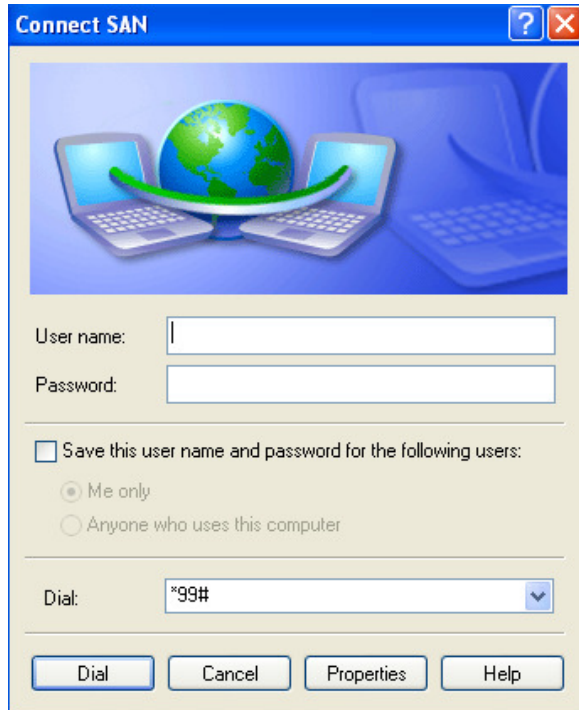 Connect SAN
User name:
Password:
Save this user name and password for the following users:
Me only
Anyone who uses this computer
Dial: *99#
Dial Cancel Properties Help